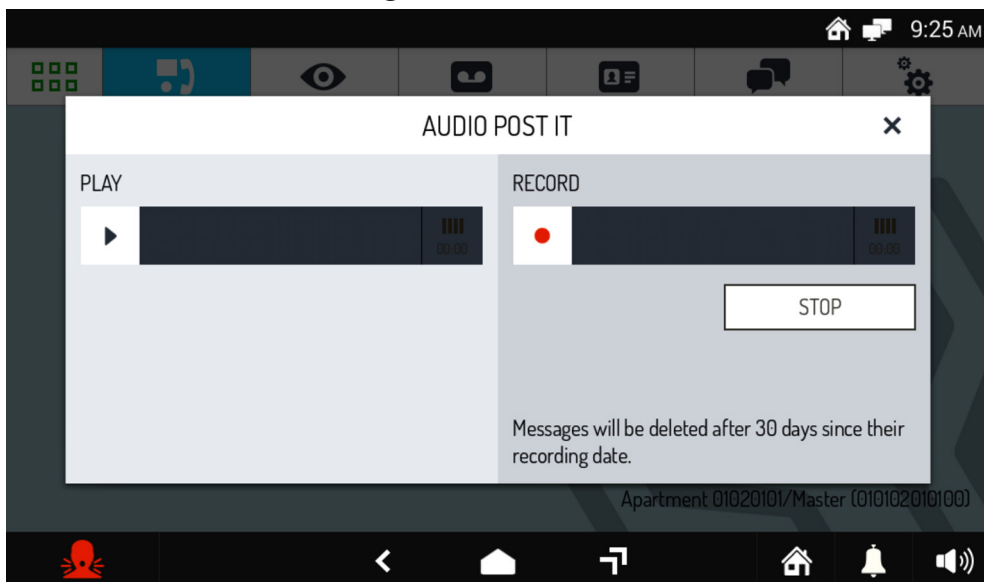 9:25 AM
AUDIO POST IT
PLAY
RECORD
00:00
00:00
STOP
Messages will be deleted after 30 days since their
recording date.
Apartment 01020101/Master (010102010100)